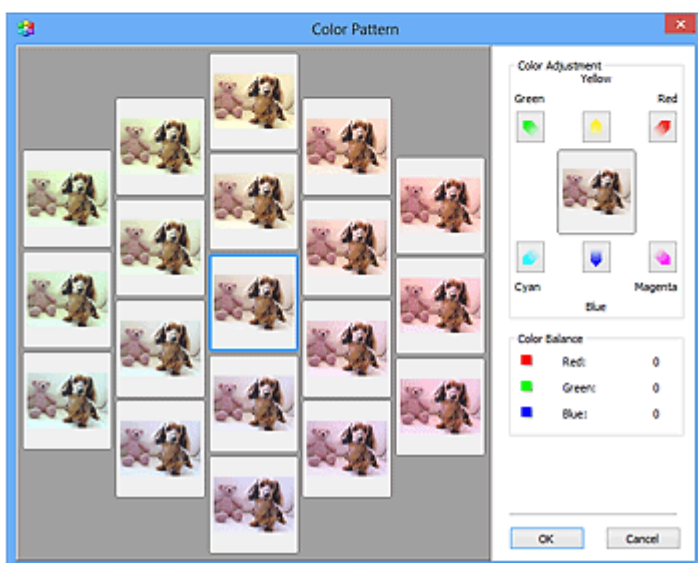 Color Pattern
Color Adjustment
Yellow
Green Red
Cyan Magenta
Blue
Color Balance
Red: 0
Green: 0
Blue: 0
OK Cancel